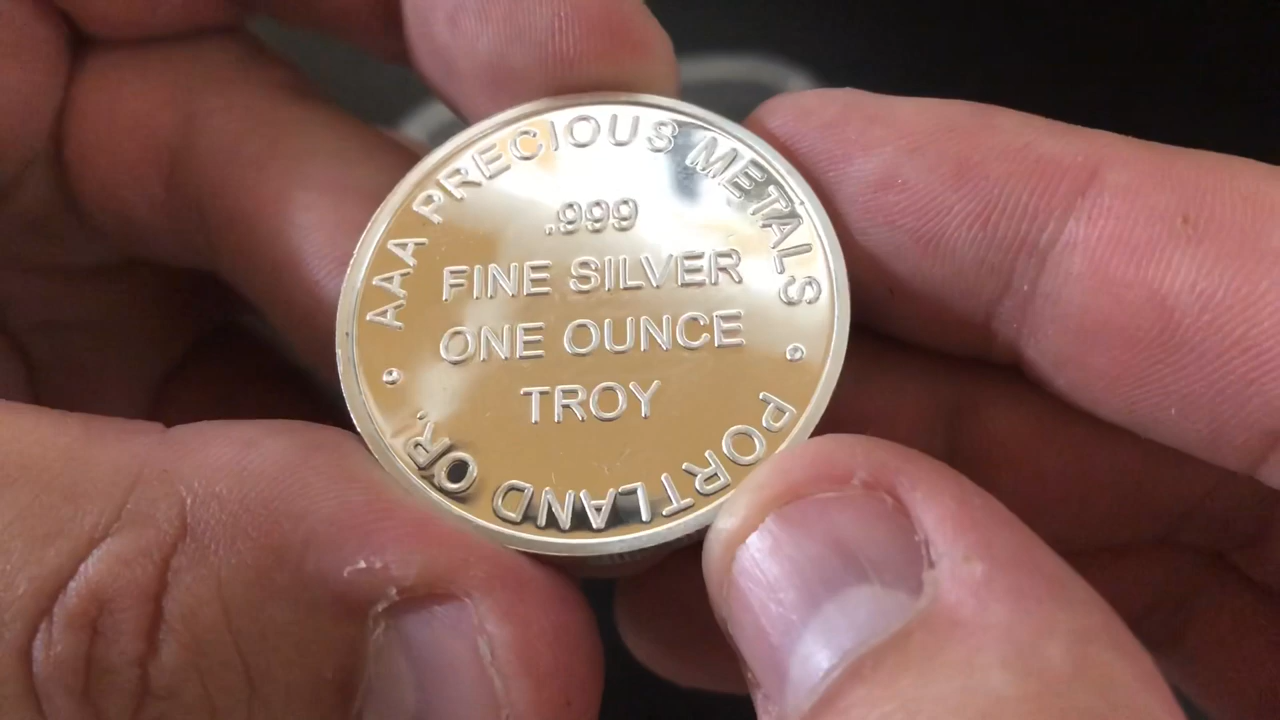 AAA PRECIOUS METALS
.999
FINE SILVER
ONE OUNCE
TROY
PORTLAND OR.